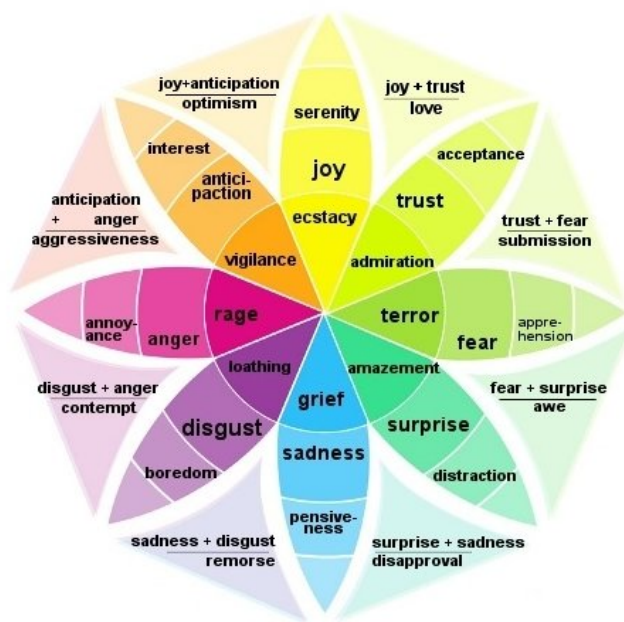 joy+anticipation
optimism
joy + trust
love
serenity
interest
acceptance
joy
antici-
paction
trust
anticipation
+ anger
aggressiveness
ecstacy
trust + fear
submission
vigilance
admiration
annoy-
ance
anger
rage
terror
fear
appre-
hension
loathing
amazement
disgust + anger
contempt
grief
fear + surprise
awe
disgust
surprise
sadness
boredom
distraction
pensive-
ness
sadness + disgust
remorse
surprise + sadness
disapproval